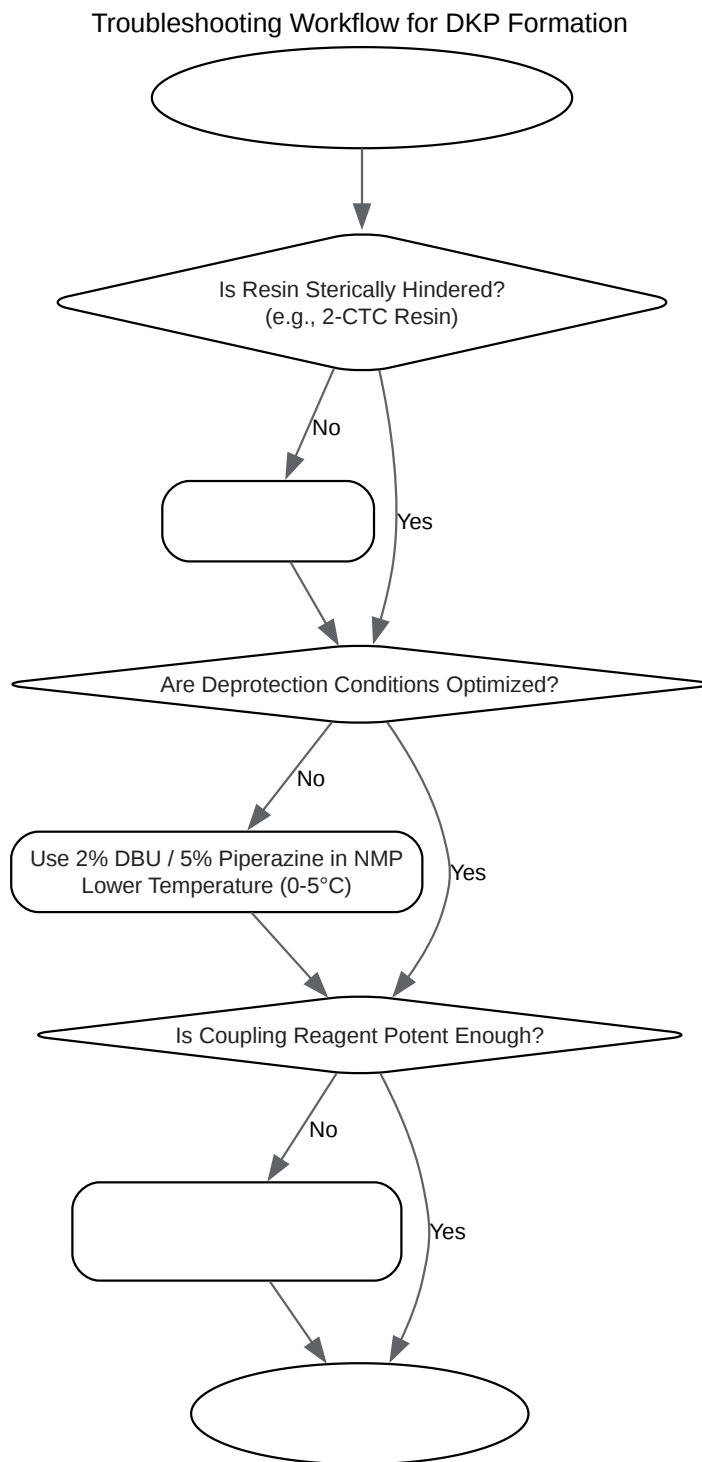 Troubleshooting Workflow for DKP Formation
Is Resin Sterically Hindered?
(e.g., 2-CTC Resin)
No
Yes
Are Deprotection Conditions Optimized?
No
Use 2% DBU / 5% Piperazine in NMP
Lower Temperature (0-5°C)
Yes
Is Coupling Reagent Potent Enough?
No
Yes